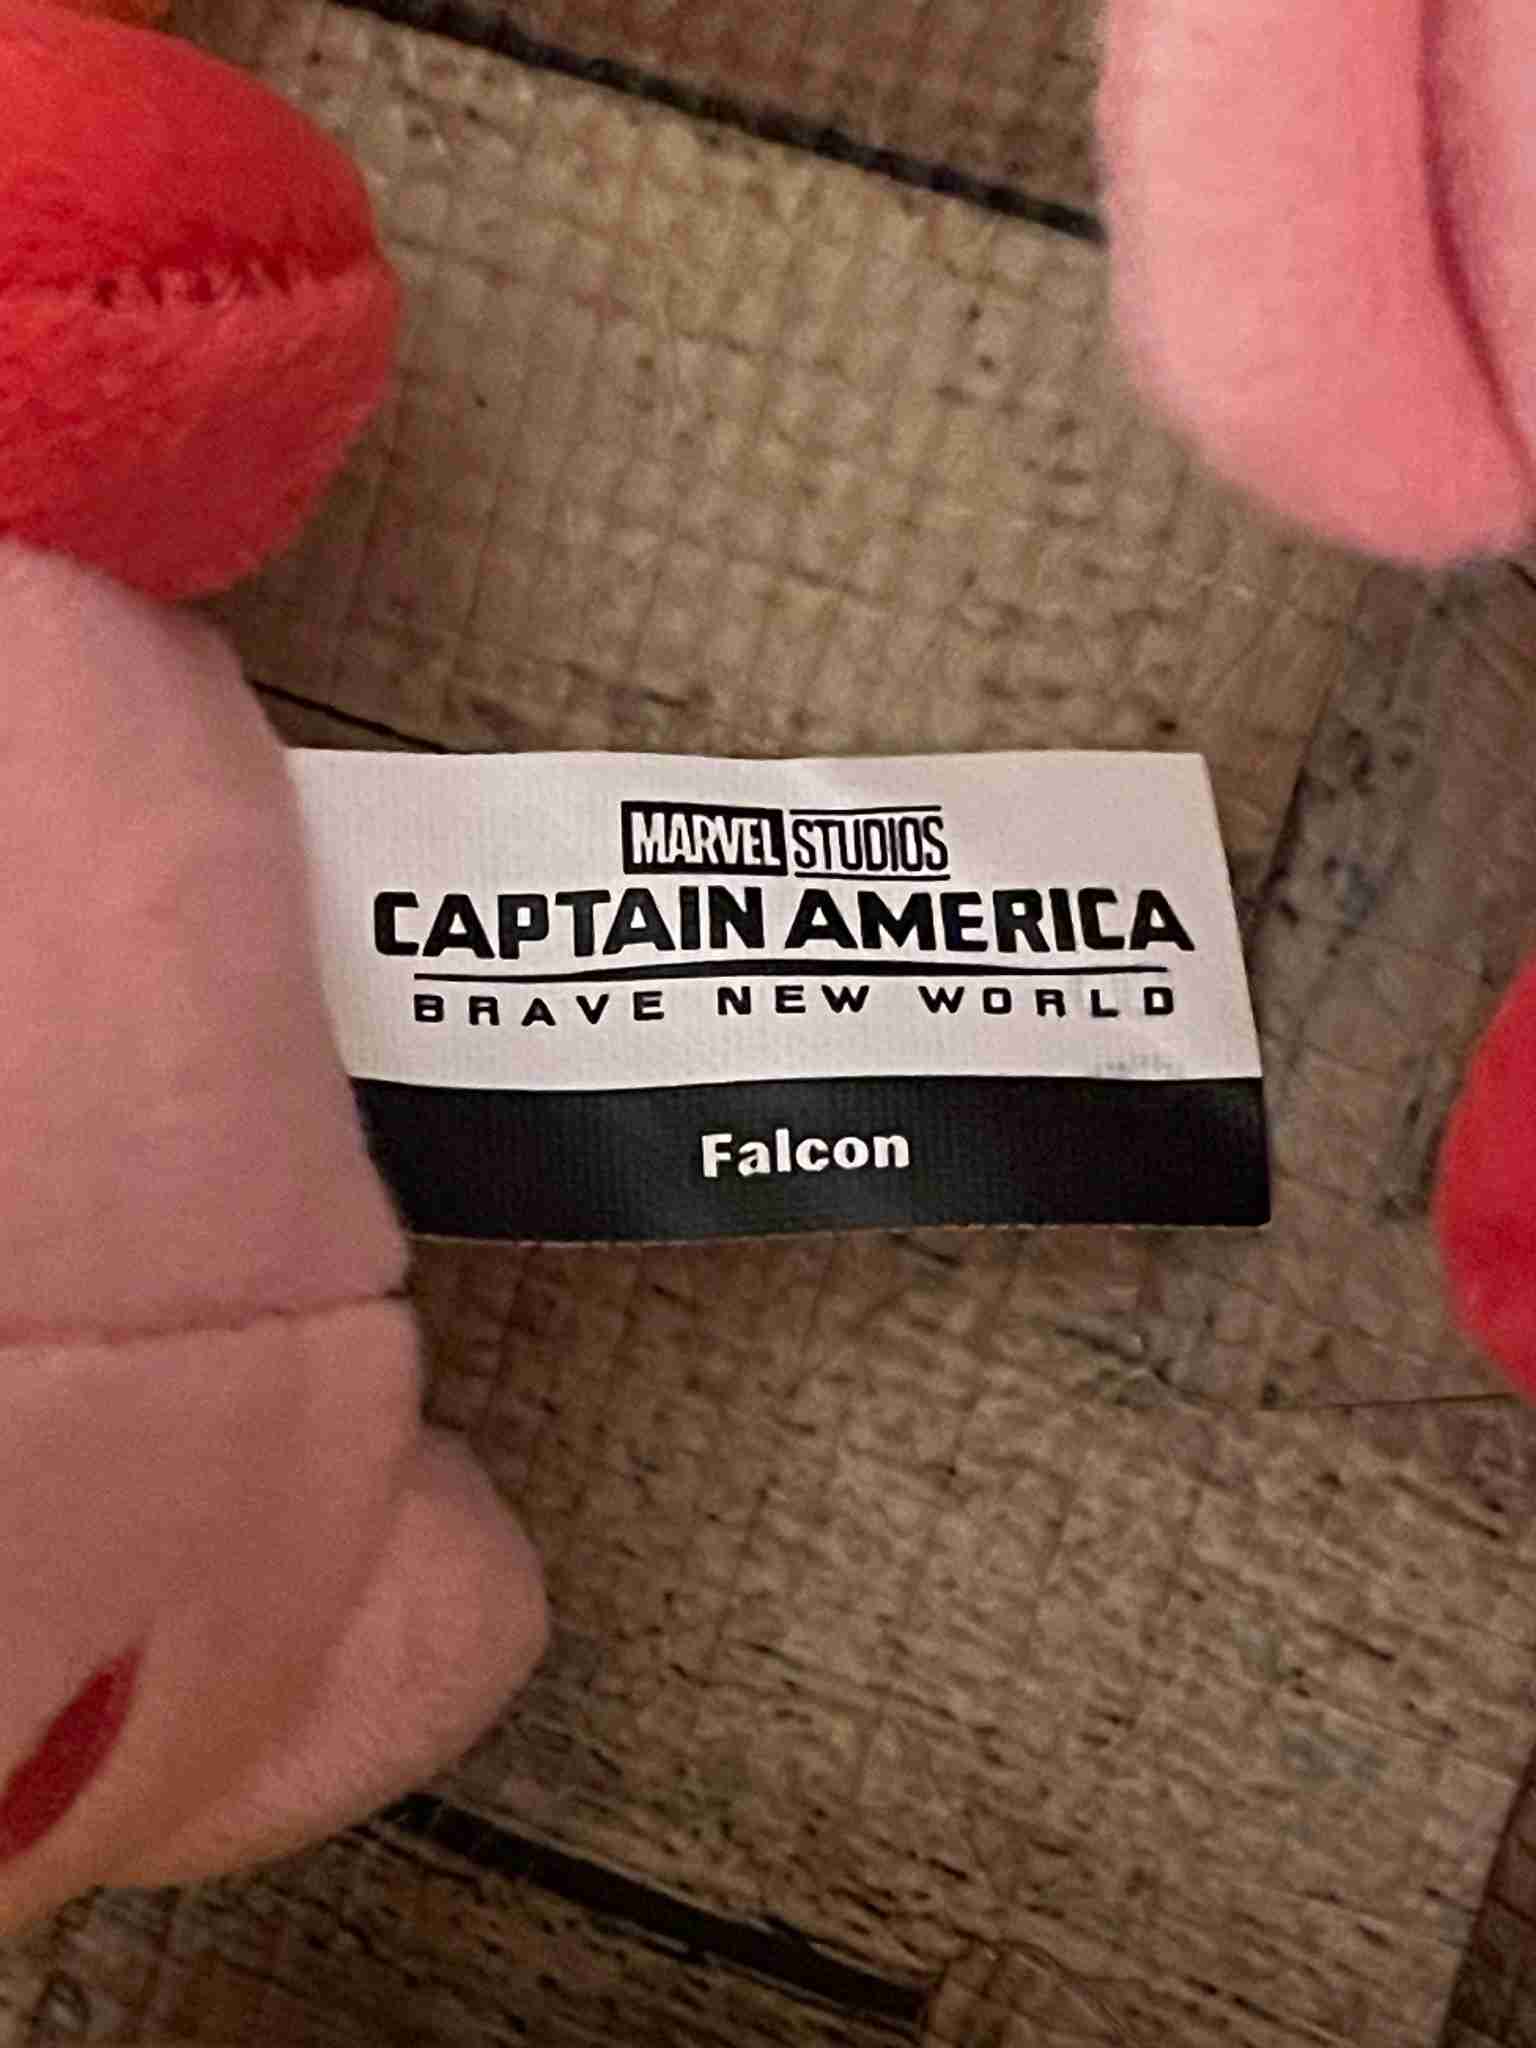 MARVEL STUDIOS
CAPTAIN AMERICA
BRAVE NEW WORLD
Falcon